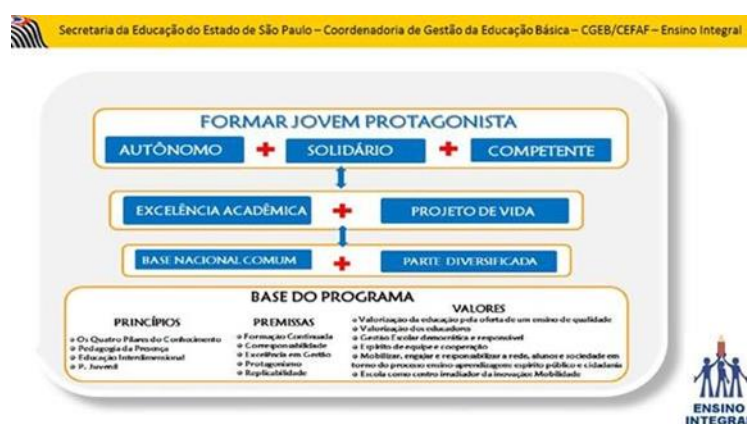 Secretaria da Educação do Estado de São Paulo – Coordenadoria de Gestão da Educação Básica – CGEB/CEFAF – Ensino Integral
FORMAR JOVEM PROTAGONISTA
AUTÔNOMO + SOLIDÁRIO + COMPETENTE
EXCELÊNCIA ACADÊMICA + PROJETO DE VIDA
BASE NACIONAL COMUM + PARTE DIVERSIFICADA
BASE DO PROGRAMA
PRINCÍPIOS
Os Quatro Pilares do Conhecimento
Pedagogia da Presença
Educação Interdimensional
P. Juvenil
PREMISSAS
Formação Continuada
Corresponsabilidade
Excelência em Gestão
Protagonismo
Replicabilidade
VALORES
Valorização da educação pela oferta de um ensino de qualidade
Valorização dos educadores
Gestão Escolar democrática e responsável
Espírito de equipe e cooperação
Mobilizar, engajar e responsabilizar a rede, alunos e sociedade em
torno do processo ensino-aprendizagem: espírito público e cidadania
Escola como centro irradiador da inovação: Mobilidade
ENSINO
INTEGRAL